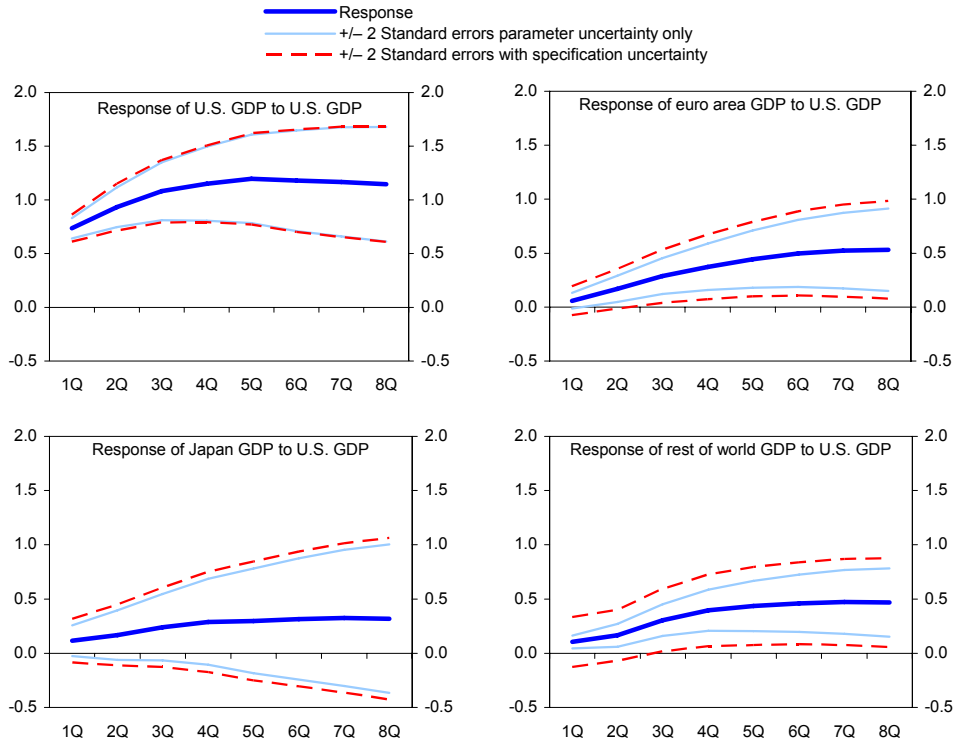 Response
+/– 2 Standard errors parameter uncertainty only
+/– 2 Standard errors with specification uncertainty
Response of U.S. GDP to U.S. GDP
2.0 2.0
1.5 1.5
1.0 1.0
0.5 0.5
0.0 0.0
-0.5 -0.5
1Q 2Q 3Q 4Q 5Q 6Q 7Q 8Q
Response of euro area GDP to U.S. GDP
2.0 2.0
1.5 1.5
1.0 1.0
0.5 0.5
0.0 0.0
-0.5 -0.5
1Q 2Q 3Q 4Q 5Q 6Q 7Q 8Q
Response of Japan GDP to U.S. GDP
2.0 2.0
1.5 1.5
1.0 1.0
0.5 0.5
0.0 0.0
-0.5 -0.5
1Q 2Q 3Q 4Q 5Q 6Q 7Q 8Q
Response of rest of world GDP to U.S. GDP
2.0 2.0
1.5 1.5
1.0 1.0
0.5 0.5
0.0 0.0
-0.5 -0.5
1Q 2Q 3Q 4Q 5Q 6Q 7Q 8Q